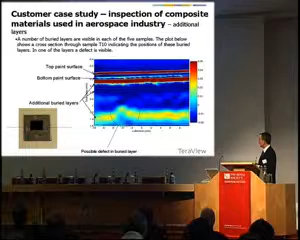 Customer case study – inspection of composite
materials used in aerospace industry – additional
layers
•A number of buried layers are visible in each of the five samples. The plot below
shows a cross section through sample T10 indicating the positions of these buried
layers. In one of the layers a defect is visible.
Top paint surface
Bottom paint surface
Additional buried layers
Possible defect in buried layer
TeraView